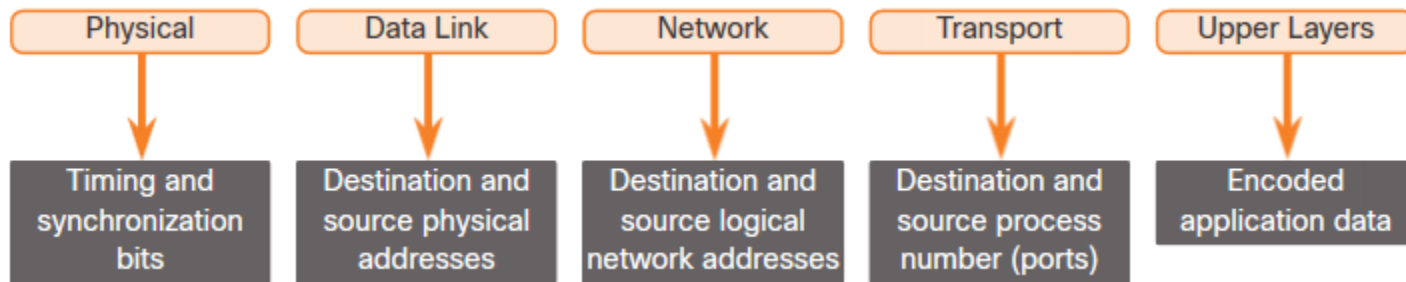 Physical
Data Link
Network
Transport
Upper Layers
Timing and
synchronization
bits
Destination and
source physical
addresses
Destination and
source logical
network addresses
Destination and
source process
number (ports)
Encoded
application data